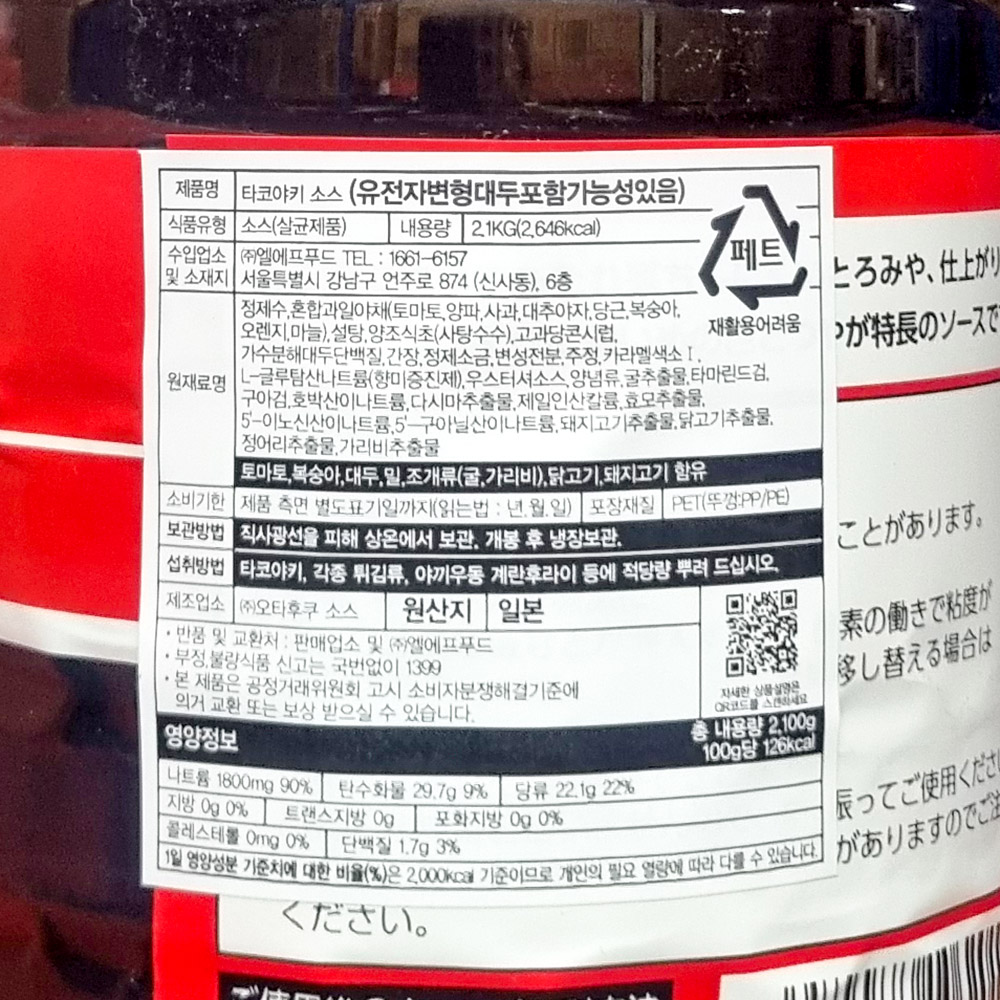 제품명 타코야키 소스 (유전자변형대두포함가능성있음)
식품유형 소스(살균제품) 내용량 2.1KG(2,646kcal)
수입업소 및 소재지 ㈜엘에프푸드 TEL : 1661-6157
서울특별시 강남구 언주로 874 (신사동), 6층
페트
재활용어려움
원재료명
정제수,혼합과일야채(토마토,양파,사과,대추야자,당근,복숭아,
오렌지,마늘),설탕,양조식초(사탕수수),고과당콘시럽,
가수분해대두단백질,간장,정제소금,변성전분,주정,카라멜색소Ⅰ,
L-글루탐산나트륨(향미증진제),우스터셔소스,양념류,굴추출물,타마린드검,
구아검,호박산이나트륨,다시마추출물,제일인산칼륨,효모추출물,
5'-이노신산이나트륨,5'-구아닐산이나트륨,돼지고기추출물,닭고기추출물,
정어리추출물,가리비추출물
토마토,복숭아,대두,밀,조개류(굴,가리비),닭고기,돼지고기 함유
소비기한 제품 측면 별도표기일까지(읽는법 : 년,월,일) 포장재질 PET(뚜껑:PP/PE)
보관방법 직사광선을 피해 상온에서 보관. 개봉 후 냉장보관.
섭취방법 타코야키, 각종 튀김류, 야끼우동 계란후라이 등에 적당량 뿌려 드십시오.
제조업소 ㈜오타후쿠 소스 원산지 일본
• 반품 및 교환처 : 판매업소 및 ㈜엘에프푸드
• 부정,불량식품 신고는 국번없이 1399
• 본 제품은 공정거래위원회 고시 소비자분쟁해결기준에
의거 교환 또는 보상 받으실 수 있습니다.
자세한 상품설명은
QR코드를 스캔하세요
영양정보 총 내용량 2,100g
100g당 126kcal
나트륨 1800mg 90% 탄수화물 29.7g 9% 당류 22.1g 22%
지방 0g 0% 트랜스지방 0g 포화지방 0g 0%
콜레스테롤 0mg 0% 단백질 1.7g 3%
1일 영양성분 기준치에 대한 비율(%)은 2,000kcal 기준이므로 개인의 필요 열량에 따라 다를 수 있습니다.
とろみや、仕上がり
が特長のソースで
ことがあります。
素の働きで粘度が
移し替える場合は
振ってご使用くださ
がありますのでご注
ください。